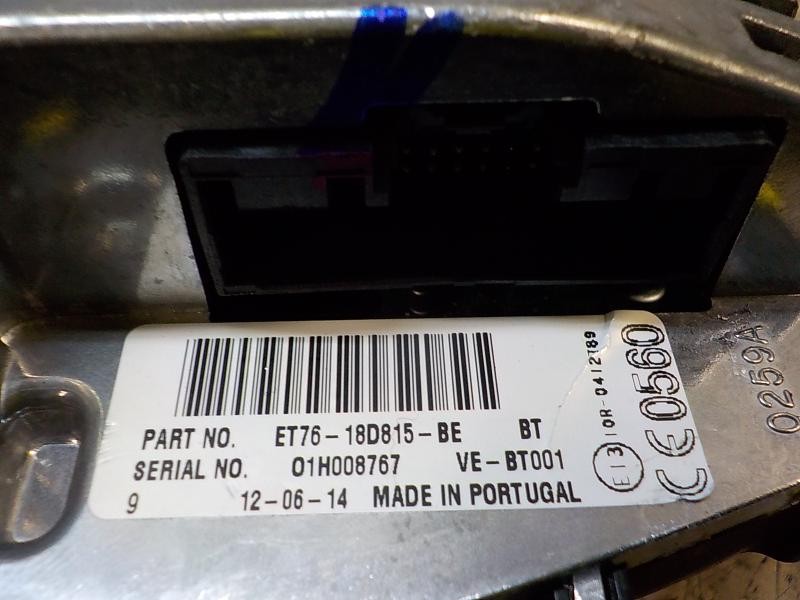 PART NO. ET76-18D815-BE BT
SERIAL NO. 01H008767 VE-BT001
9 12-06-14 MADE IN PORTUGAL
E13 10R-0412789
CE0560
0259A